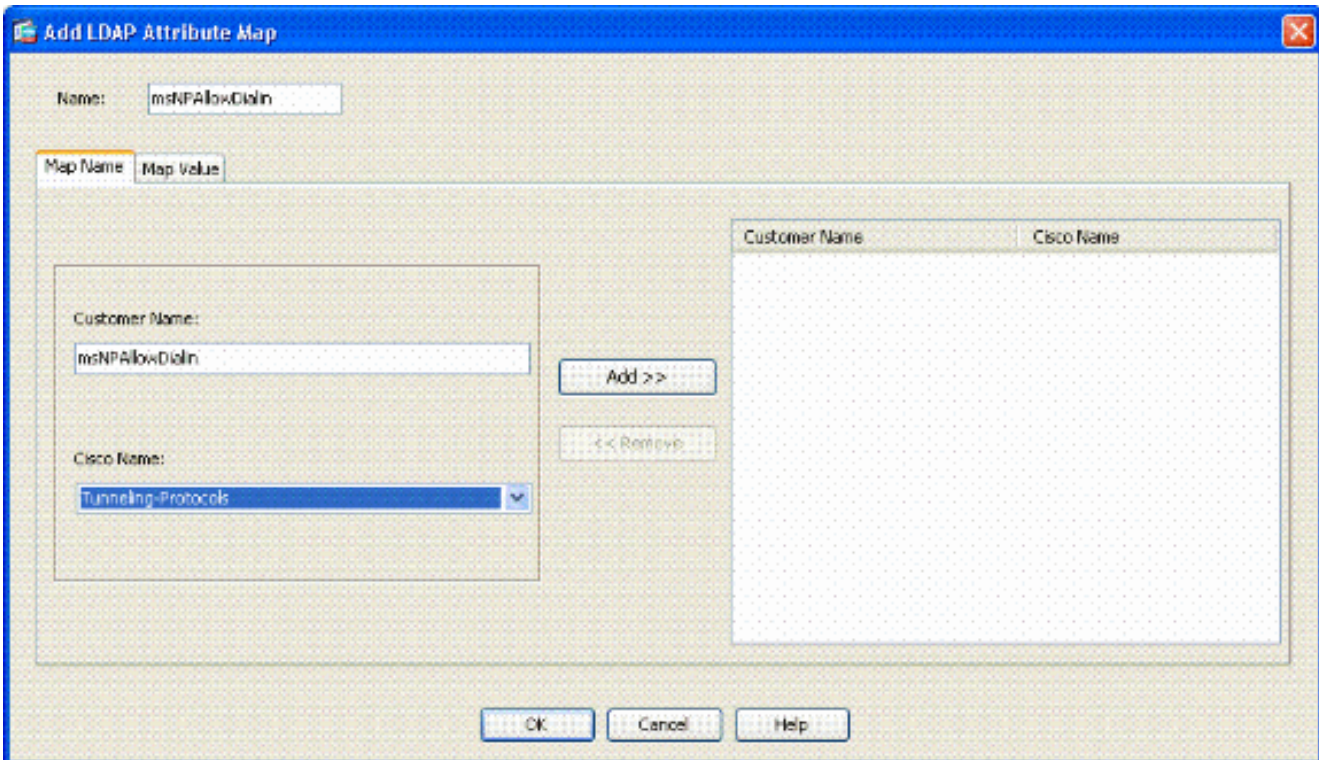 Add LDAP Attribute Map
Name: msNPAllowDialin
Map Name Map Value
Customer Name Cisco Name
Customer Name:
msNPAllowDialin
Add >>
<< Remove
Cisco Name:
Tunneling-Protocols
OK Cancel Help